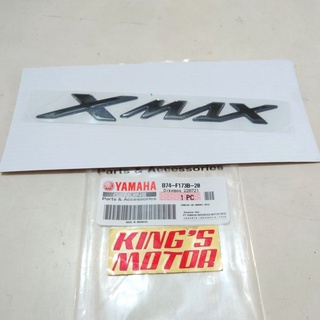 XMAX
Parts & Accessories
YAMAHA
B74-F173B-20
Parts & Accessories
1 PC
KING'S
MOTOR